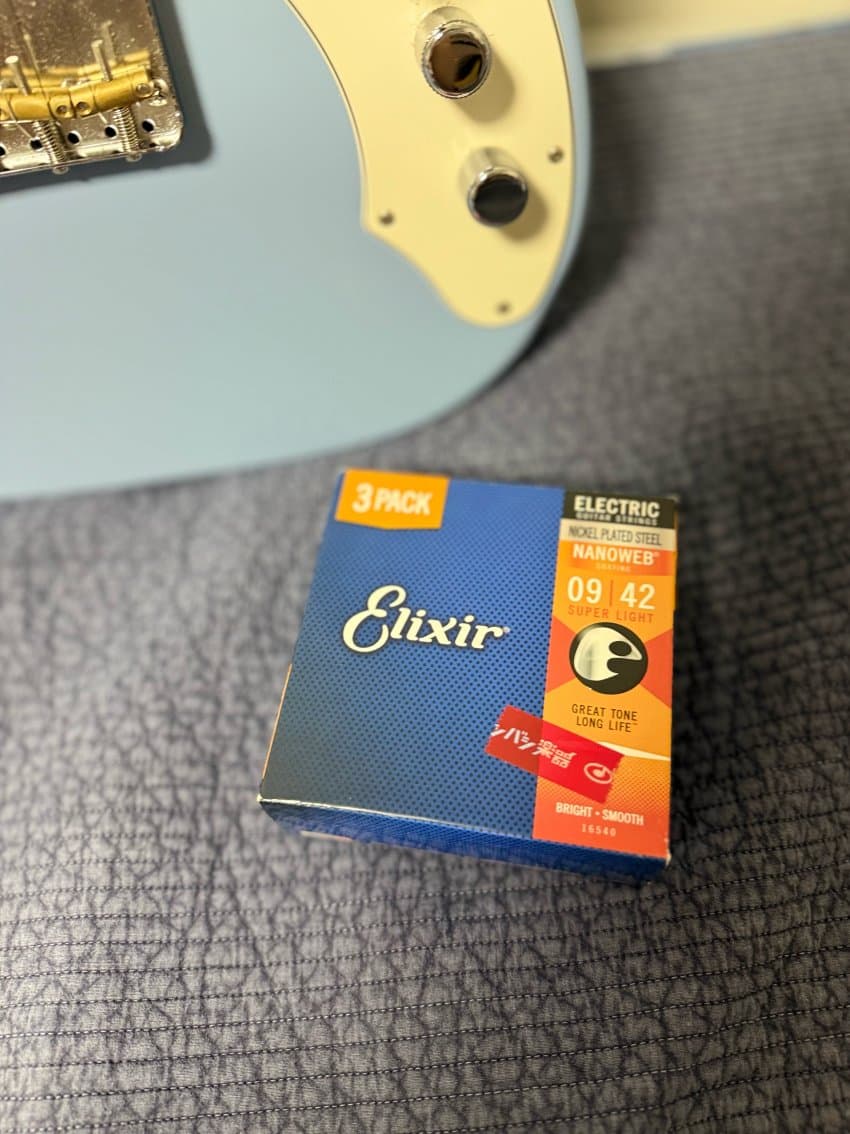 3 PACK
Elixir
ELECTRIC
GUITAR STRINGS
NICKEL PLATED STEEL
NANOWEB®
COATING
09 | 42
SUPER LIGHT
GREAT TONE
LONG LIFE™
BRIGHT • SMOOTH
16540